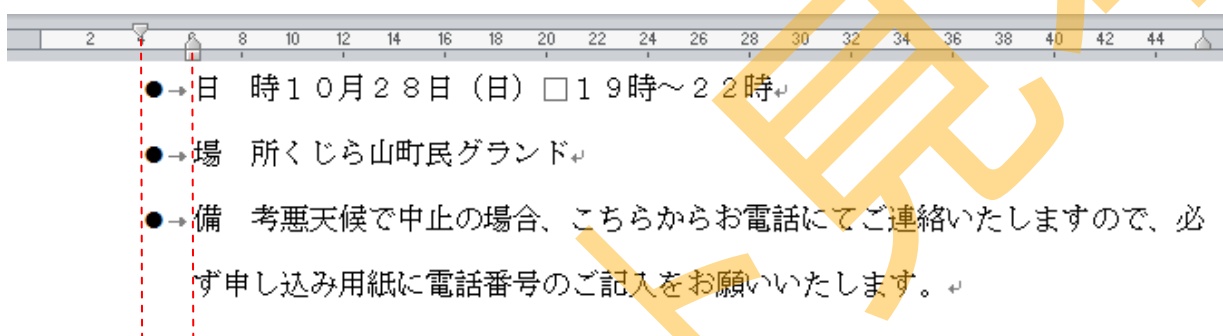 2 4 6 8 10 12 14 16 18 20 22 24 26 28 30 32 34 36 38 40 42 44
●→日　時１０月２８日（日）□１９時～２２時↵
●→場　所くじら山町民グランド↵
●→備　考悪天候で中止の場合、こちらからお電話にてご連絡いたしますので、必
ず申し込み用紙に電話番号のご記入をお願いいたします。↵